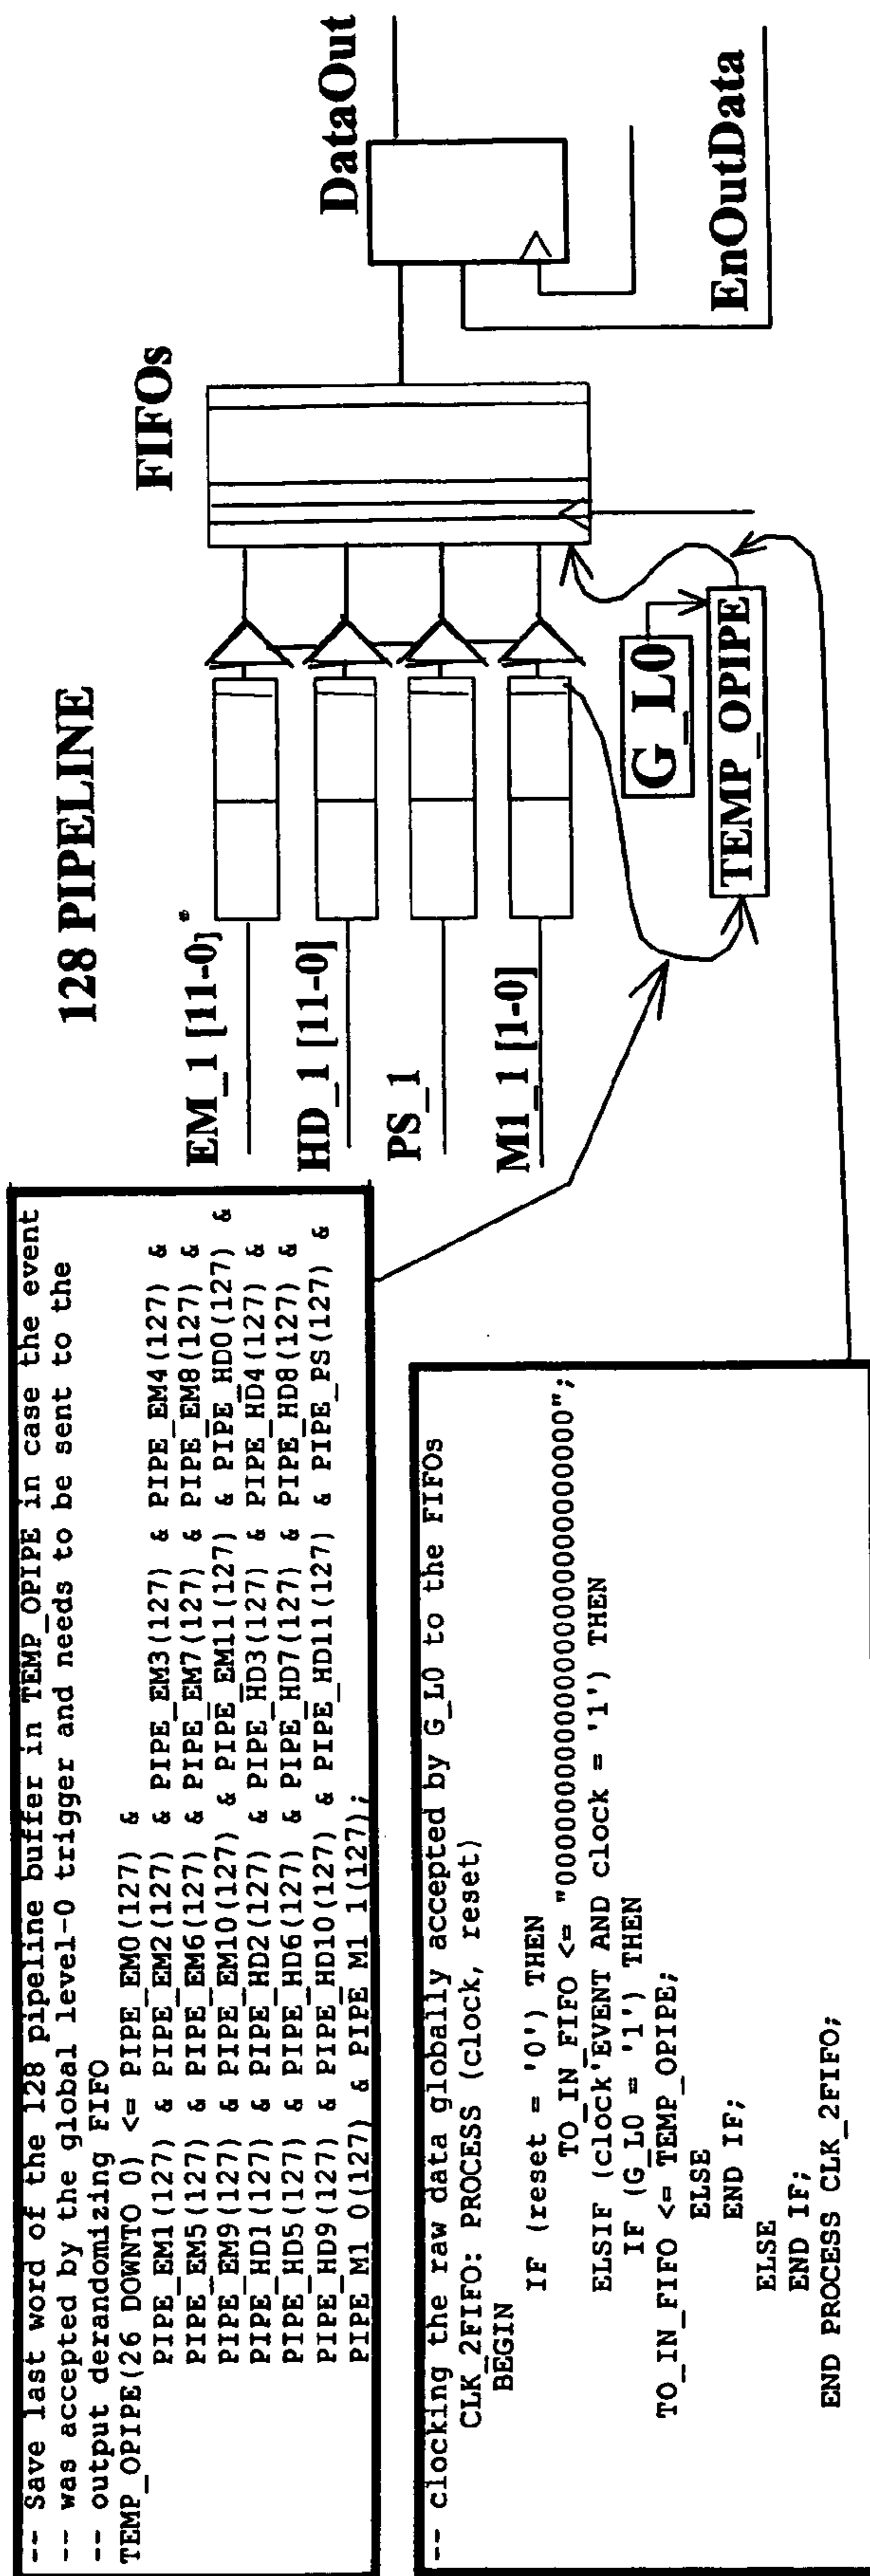 128 PIPELINE
FIFOs
DataOut
EM_1 [11-0]
HD_1 [11-0]
PS_1
M1_1 [1-0]
G_L0
TEMP_OPIPE
EnOutData
-- Save last word of the 128 pipeline buffer in TEMP_OPIPE in case the event
-- was accepted by the global level-0 trigger and needs to be sent to the
-- output derandomizing FIFO
TEMP_OPIPE(26 DOWNTO 0) <= PIPE_EM0(127) &
PIPE_EM1(127) & PIPE_EM2(127) & PIPE_EM3(127) & PIPE_EM4(127) &
PIPE_EM5(127) & PIPE_EM6(127) & PIPE_EM7(127) & PIPE_EM8(127) &
PIPE_EM9(127) & PIPE_EM10(127) & PIPE_EM11(127) & PIPE_HD0(127) &
PIPE_HD1(127) & PIPE_HD2(127) & PIPE_HD3(127) & PIPE_HD4(127) &
PIPE_HD5(127) & PIPE_HD6(127) & PIPE_HD7(127) & PIPE_HD8(127) &
PIPE_HD9(127) & PIPE_HD10(127) & PIPE_HD11(127) & PIPE_PS(127) &
PIPE_M1_0(127) & PIPE_M1_1(127);
-- clocking the raw data globally accepted by G_L0 to the FIFOs
CLK_2FIFO: PROCESS (clock, reset)
BEGIN
IF (reset = '0') THEN
TO_IN_FIFO <= "000000000000000000000000000";
ELSIF (clock'EVENT AND clock = '1') THEN
IF (G_L0 = '1') THEN
TO_IN_FIFO <= TEMP_OPIPE;
ELSE
END IF;
ELSE
END IF;
END PROCESS CLK_2FIFO;